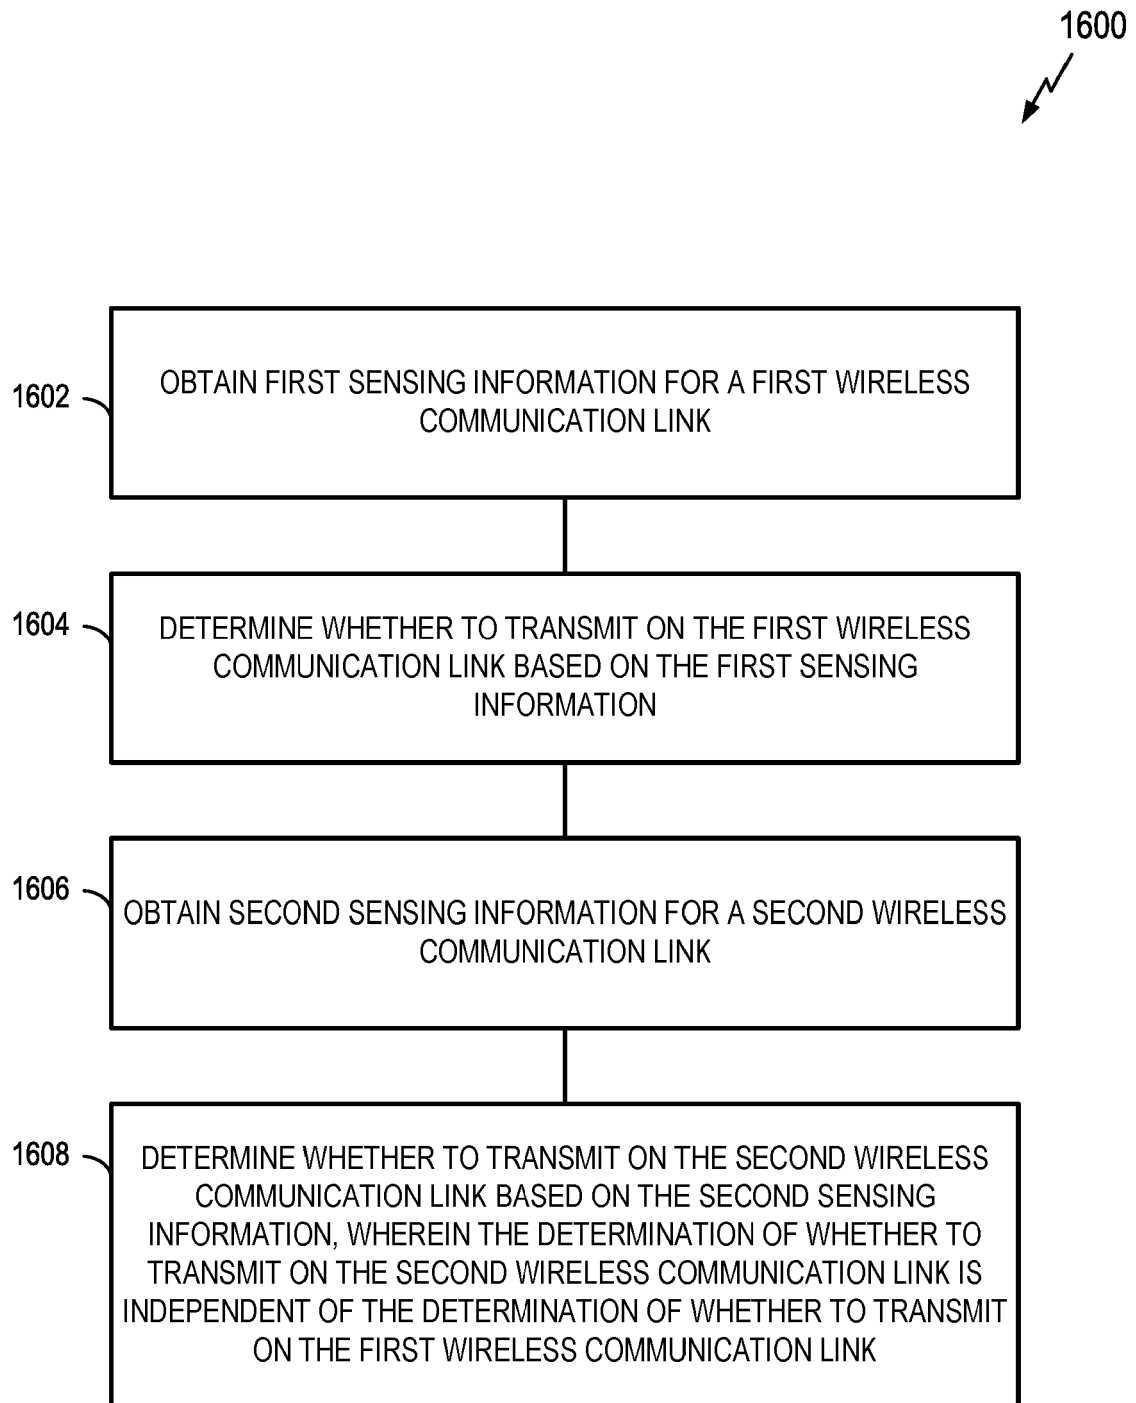 1600
1602
OBTAIN FIRST SENSING INFORMATION FOR A FIRST WIRELESS
COMMUNICATION LINK
1604
DETERMINE WHETHER TO TRANSMIT ON THE FIRST WIRELESS
COMMUNICATION LINK BASED ON THE FIRST SENSING
INFORMATION
1606
OBTAIN SECOND SENSING INFORMATION FOR A SECOND WIRELESS
COMMUNICATION LINK
1608
DETERMINE WHETHER TO TRANSMIT ON THE SECOND WIRELESS
COMMUNICATION LINK BASED ON THE SECOND SENSING
INFORMATION, WHEREIN THE DETERMINATION OF WHETHER TO
TRANSMIT ON THE SECOND WIRELESS COMMUNICATION LINK IS
INDEPENDENT OF THE DETERMINATION OF WHETHER TO TRANSMIT
ON THE FIRST WIRELESS COMMUNICATION LINK